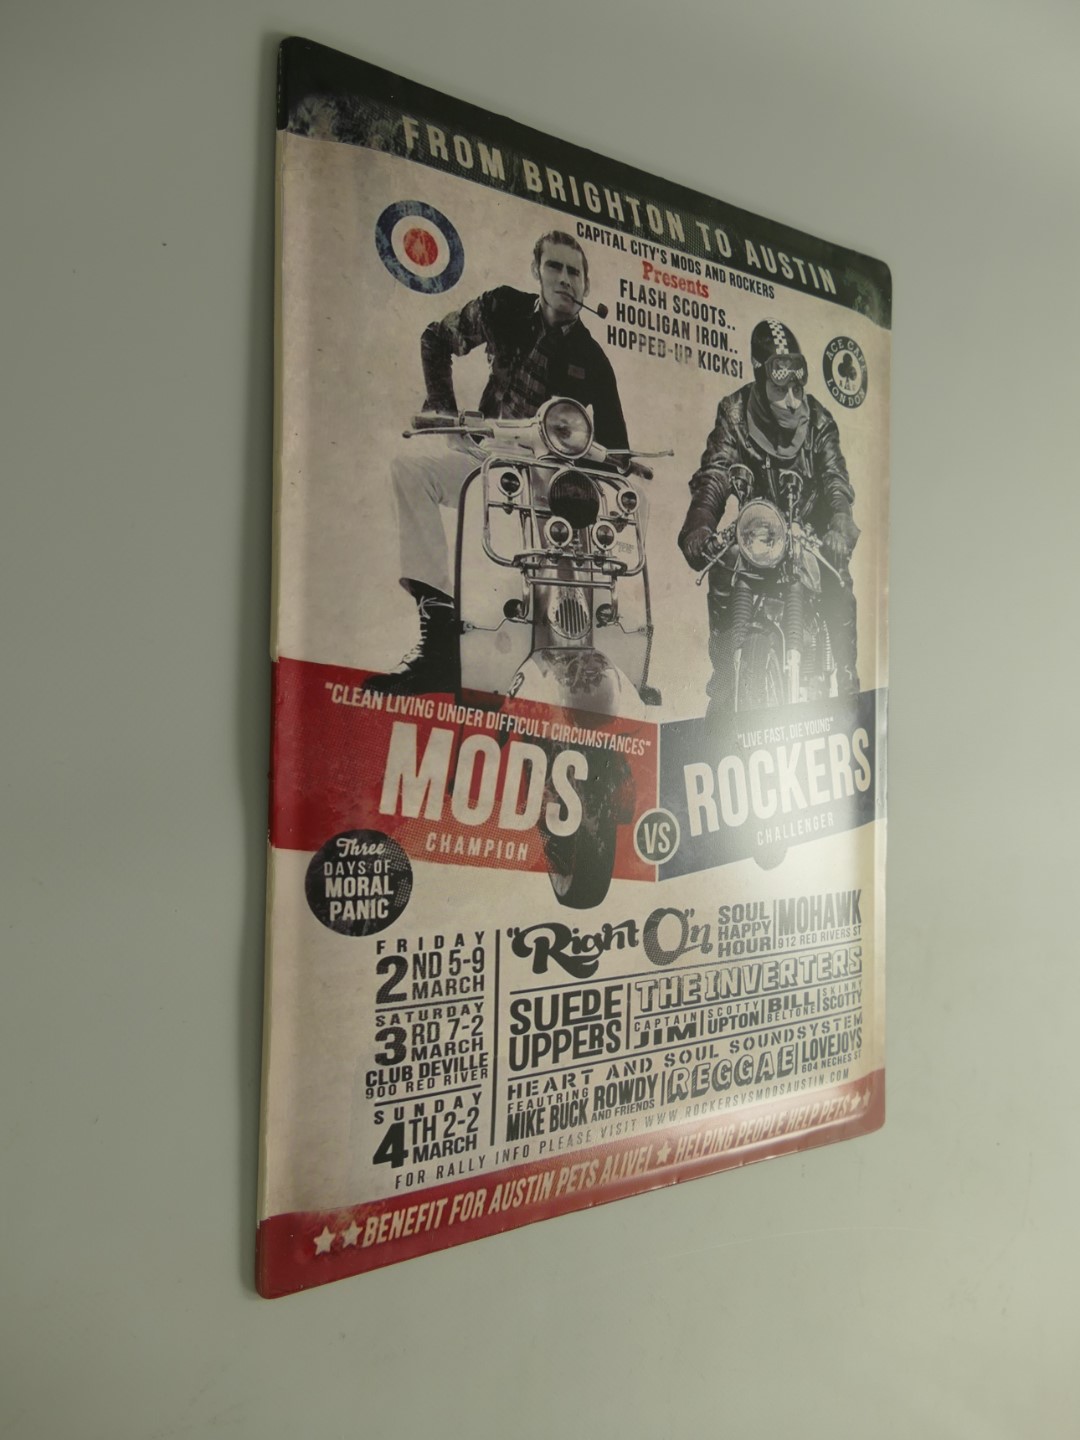 FROM BRIGHTON TO AUSTIN
CAPITAL CITY'S MODS AND ROCKERS
Presents
FLASH SCOOTS..
HOOLIGAN IRON..
HOPPED-UP KICKS!
ACE CAFE
LONDON
"CLEAN LIVING UNDER DIFFICULT CIRCUMSTANCES"
MODS
CHAMPION
VS
"LIVE FAST, DIE YOUNG"
ROCKERS
CHALLENGER
Three
DAYS OF
MORAL
PANIC
FRIDAY
2ND 5-9
MARCH
"Right On"
SOUL
HAPPY
HOUR
MOHAWK
912 RED RIVERS ST
SATURDAY
3RD 7-2
MARCH
CLUB DEVILLE
900 RED RIVER
SUEDE
UPPERS
THE INVERTERS
CAPTAIN
JIM
SCOTTY
UPTON
BILL
BELTONE
SKINNY
SCOTTY
SUNDAY
4TH 2-2
MARCH
HEART AND SOUL SOUNDSYSTEM
FEAUTRING
MIKE BUCK
ROWDY
AND FRIENDS
REGGAE
LOVEJOYS
604 NECHES ST
FOR RALLY INFO PLEASE VISIT WWW.ROCKERSVSMODSAUSTIN.COM
BENEFIT FOR AUSTIN PETS ALIVE! ★ HELPING PEOPLE HELP PETS